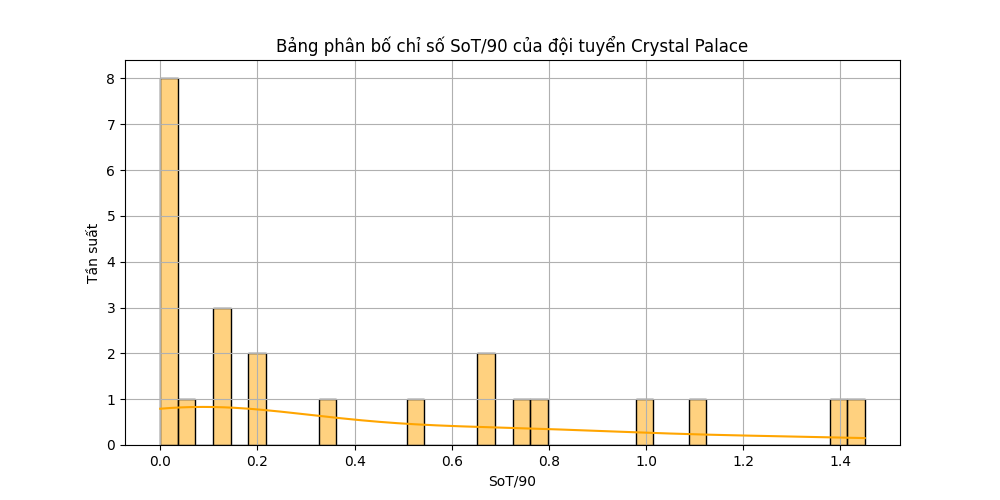 Bảng phân bố chỉ số SoT/90 của đội tuyển Crystal Palace
8
7
6
5
4
3
2
1
0
Tần suất
0.0 0.2 0.4 0.6 0.8 1.0 1.2 1.4
SoT/90